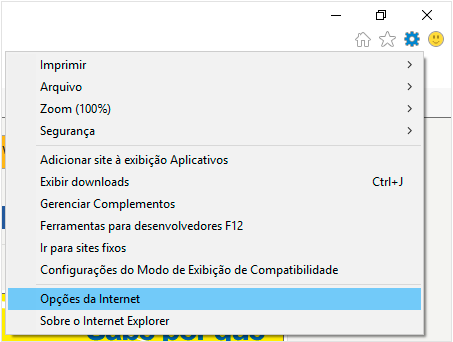 Imprimir
Arquivo
Zoom (100%)
Segurança
Adicionar site à exibição Aplicativos
Exibir downloads Ctrl+J
Gerenciar Complementos
Ferramentas para desenvolvedores F12
Ir para sites fixos
Configurações do Modo de Exibição de Compatibilidade
Opções da Internet
Sobre o Internet Explorer